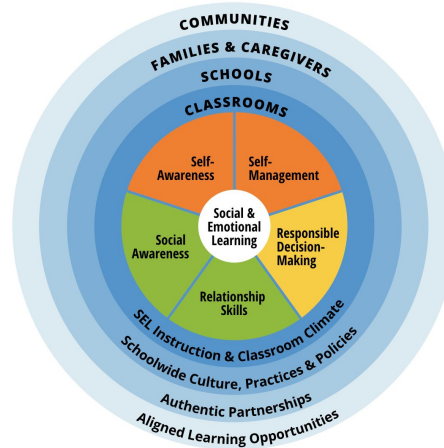 COMMUNITIES
FAMILIES & CAREGIVERS
SCHOOLS
CLASSROOMS
Self-
Awareness
Self-
Management
Social &
Emotional
Learning
Social
Awareness
Responsible
Decision-
Making
Relationship
Skills
SEL Instruction & Classroom Climate
Schoolwide Culture, Practices & Policies
Authentic Partnerships
Aligned Learning Opportunities